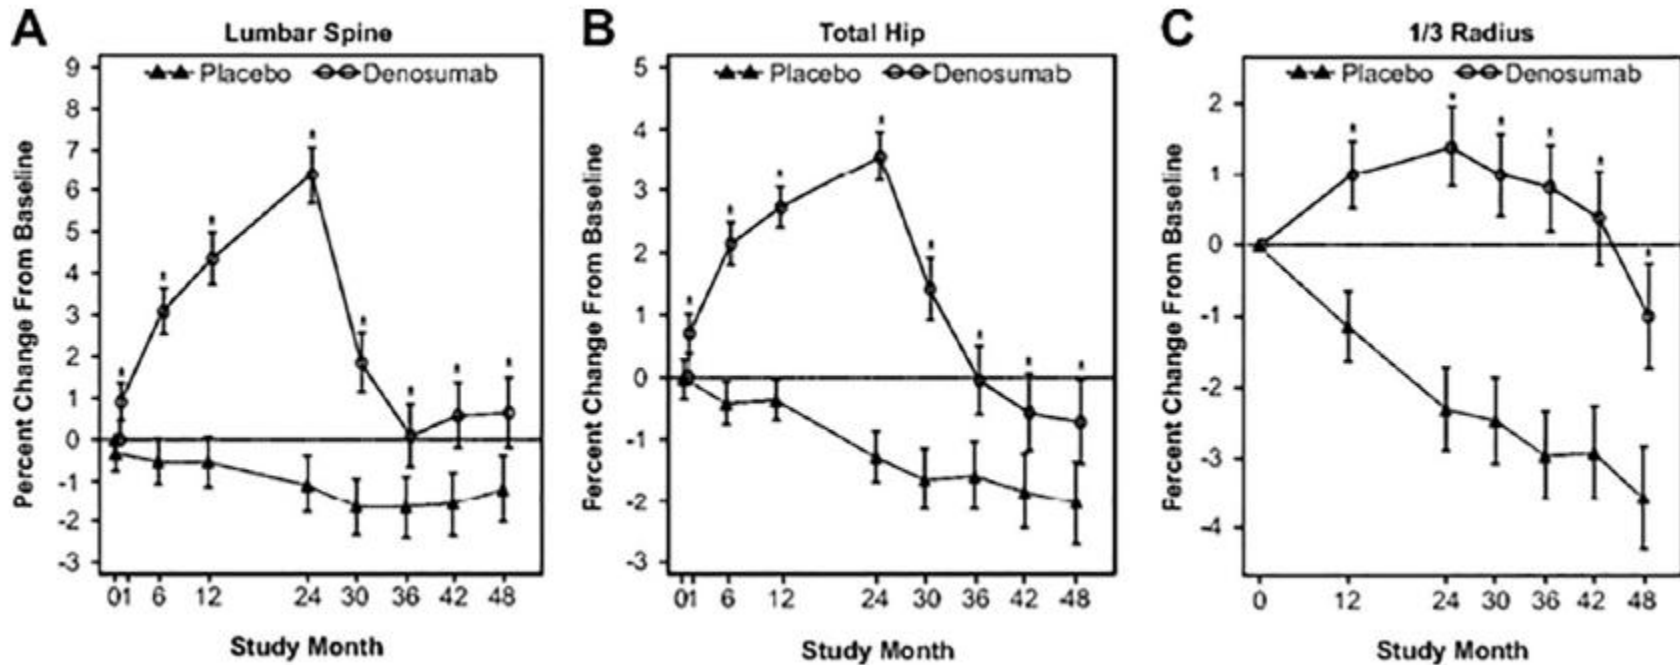 A
Lumbar Spine
Placebo
Denosumab
Percent Change From Baseline
9
8
7
6
5
4
3
2
1
0
-1
-2
-3
01 6 12 24 30 36 42 48
Study Month
B
Total Hip
Placebo
Denosumab
Percent Change From Baseline
5
4
3
2
1
0
-1
-2
-3
01 6 12 24 30 36 42 48
Study Month
C
1/3 Radius
Placebo
Denosumab
Percent Change From Baseline
2
1
0
-1
-2
-3
-4
0 12 24 30 36 42 48
Study Month